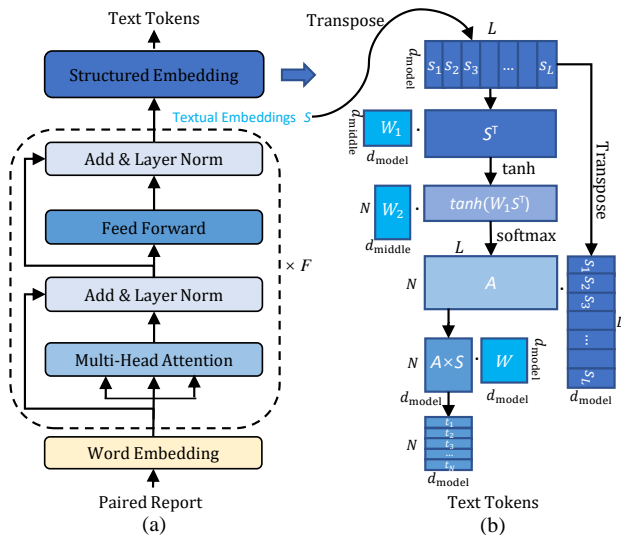 Text Tokens
Structured Embedding
Textual Embeddings S
Add & Layer Norm
Feed Forward
× F
Add & Layer Norm
Multi-Head Attention
Word Embedding
Paired Report
(a)
Transpose
L
d_model
s_1 s_2 s_3 ... s_L
d_middle
W_1
·
S^T
d_model
tanh
Transpose
N
W_2
·
tanh(W_1S^T)
d_middle
softmax
L
N
A
·
s_1
s_2
s_3
...
s_L
L
d_model
N
A×S
·
W
d_model
d_model
d_model
N
t_1
t_2
t_3
...
t_N
d_model
Text Tokens
(b)